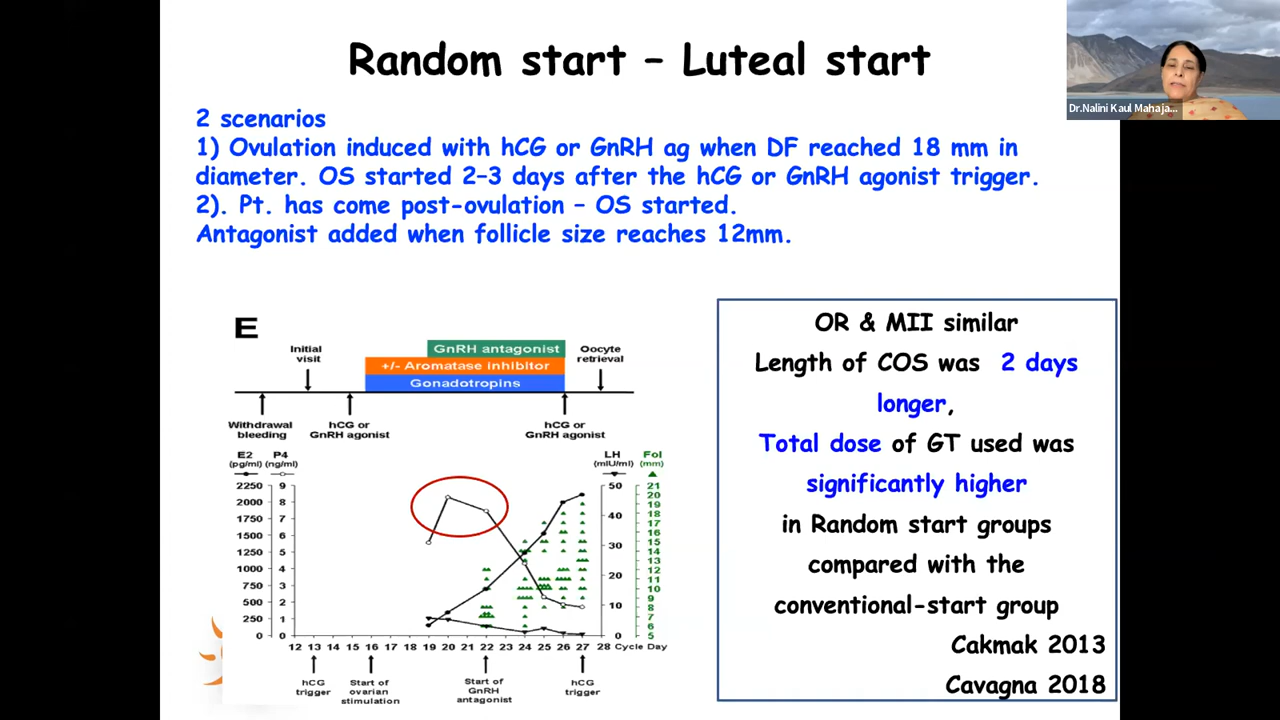 Random start – Luteal start
Dr.Nalini Kaul Mahaja...
2 scenarios
1) Ovulation induced with hCG or GnRH ag when DF reached 18 mm in
diameter. OS started 2–3 days after the hCG or GnRH agonist trigger.
2). Pt. has come post-ovulation – OS started.
Antagonist added when follicle size reaches 12mm.
E
Initial
visit
GnRH antagonist
+/- Aromatase inhibitor
Gonadotropins
Oocyte
retrieval
Withdrawal
bleeding
hCG or
GnRH agonist
hCG or
GnRH agonist
E2
(pg/ml)
P4
(ng/ml)
LH
(mIU/ml)
Fol
(mm)
2250 9 50 21
20
2000 8 19
40 18
1750 7 17
1500 6 16
30 15
1250 5 14
13
1000 4 12
20 11
750 3 10
500 2 10 9
8
250 1 7
6
0 0 0 5
12 13 14 15 16 17 18 19 20 21 22 23 24 25 26 27 28 Cycle Day
hCG
trigger
Start of
ovarian
stimulation
Start of
GnRH
antagonist
hCG
trigger
OR & MII similar
Length of COS was 2 days
longer,
Total dose of GT used was
significantly higher
in Random start groups
compared with the
conventional-start group
Cakmak 2013
Cavagna 2018